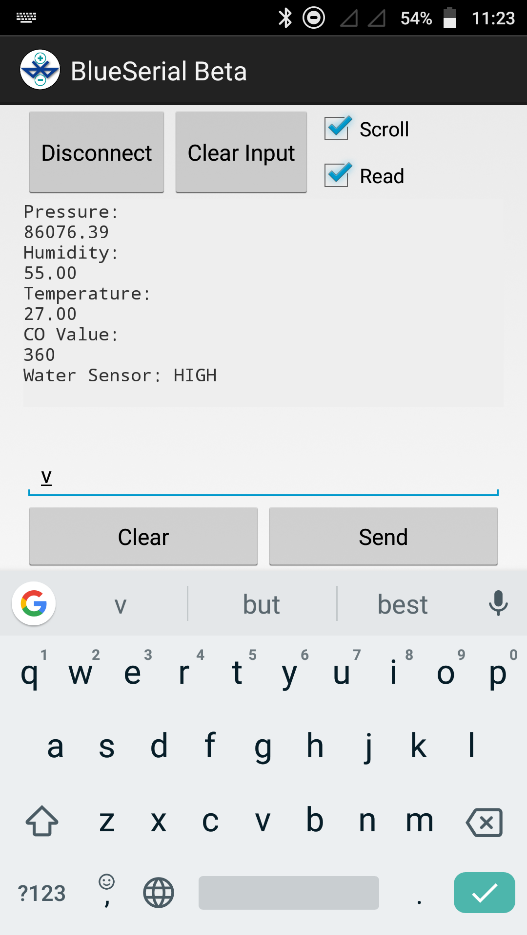 54% 11:23
BlueSerial Beta
Disconnect Clear Input Scroll
Read
Pressure:
86076.39
Humidity:
55.00
Temperature:
27.00
CO Value:
360
Water Sensor: HIGH
v
Clear Send
G v but best
1 2 3 4 5 6 7 8 9 0
q w e r t y u i o p
a s d f g h j k l
z x c v b n m
?123 , .